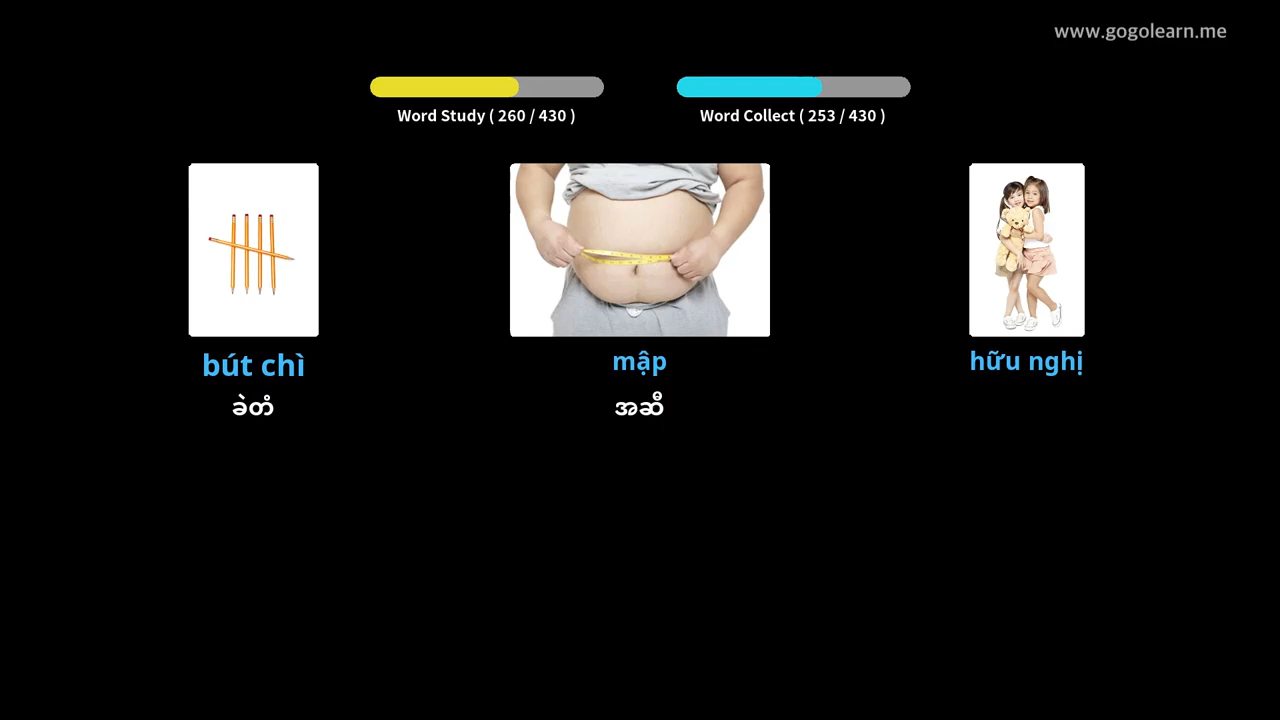 www.gogolearn.me
Word Study ( 260 / 430 )
Word Collect ( 253 / 430 )
bút chì
mập
hữu nghị
ခဲတံ
အဆီ